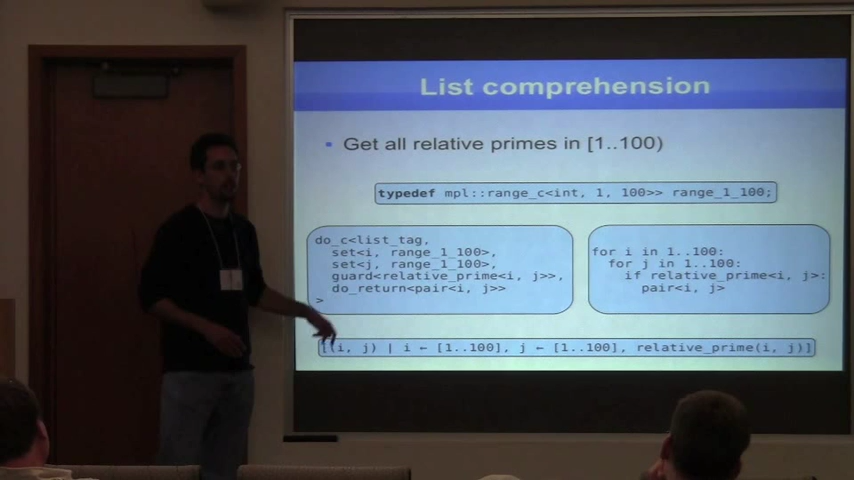 List comprehension
▪ Get all relative primes in [1..100)
typedef mpl::range_c<int, 1, 100>> range_1_100;
do_c<list_tag,
set<i, range_1_100>,
set<j, range_1_100>,
guard<relative_prime<i, j>>,
do_return<pair<i, j>>
>
for i in 1..100:
for j in 1..100:
if relative_prime<i, j>:
pair<i, j>
[(i, j) | i ← [1..100], j ← [1..100], relative_prime(i, j)]